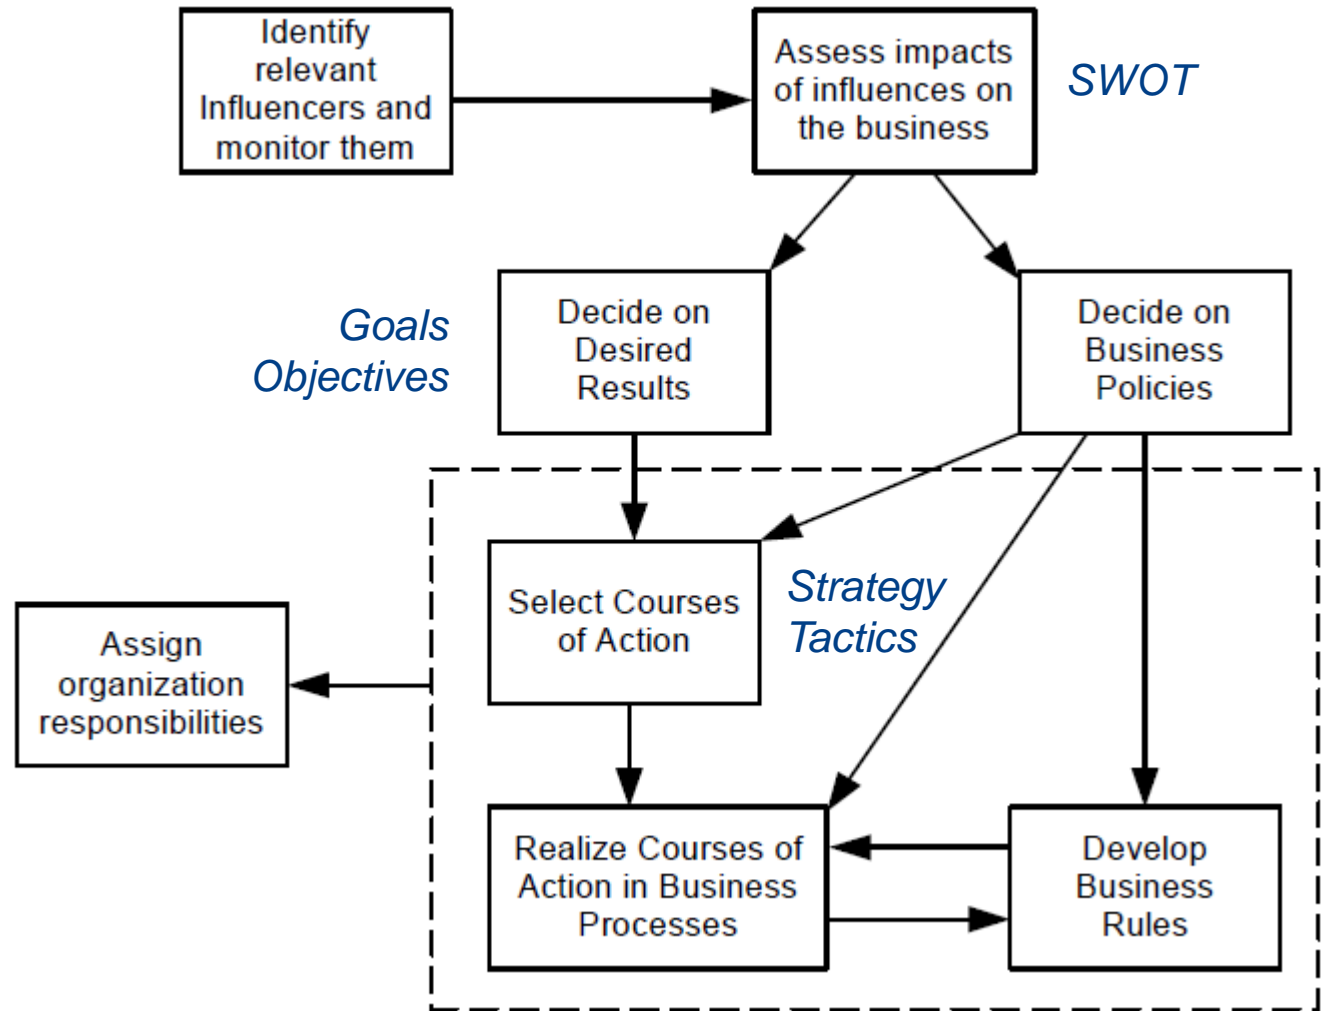 Identify
relevant
Influencers and
monitor them
Assess impacts
of influences on
the business
SWOT
Goals
Objectives
Decide on
Desired
Results
Decide on
Business
Policies
Select Courses
of Action
Strategy
Tactics
Assign
organization
responsibilities
Realize Courses of
Action in Business
Processes
Develop
Business
Rules